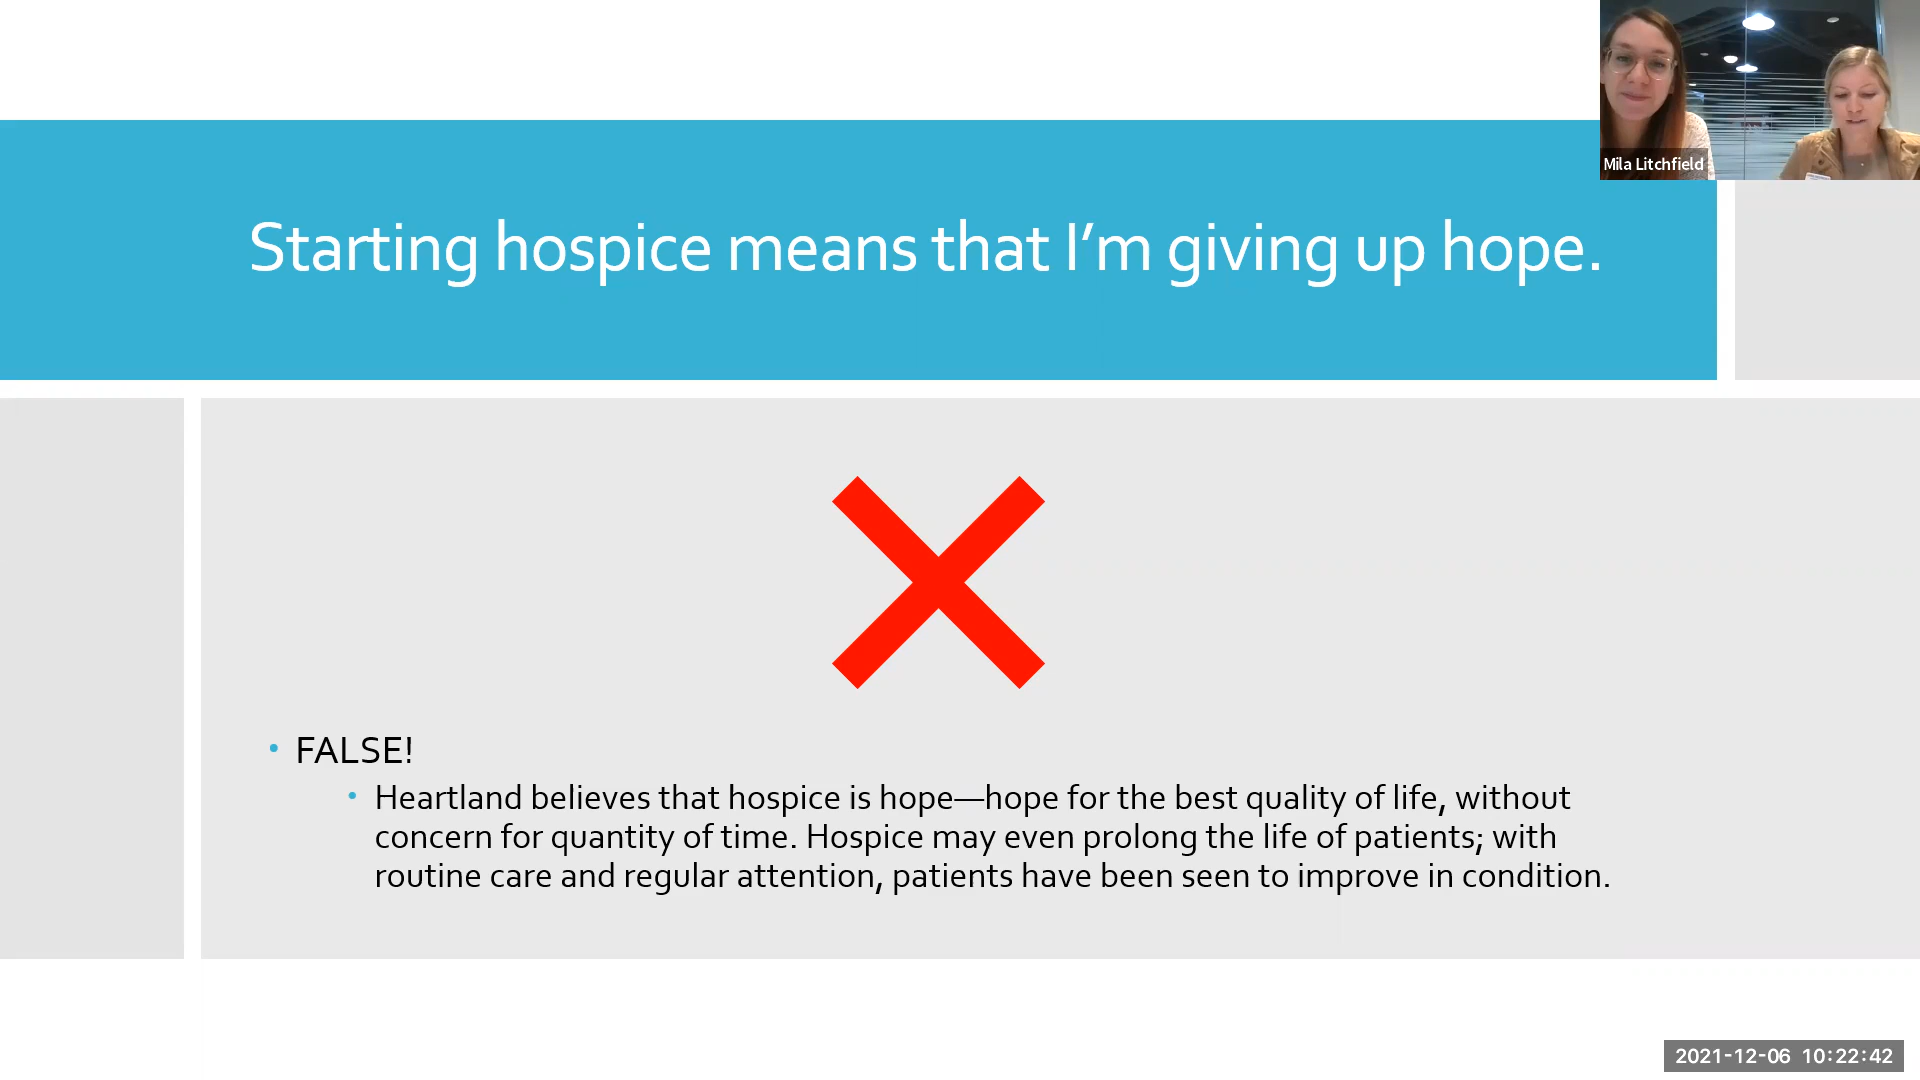 Mila Litchfield
Starting hospice means that I’m giving up hope.
• FALSE!
• Heartland believes that hospice is hope—hope for the best quality of life, without
concern for quantity of time. Hospice may even prolong the life of patients; with
routine care and regular attention, patients have been seen to improve in condition.
2021-12-06 10:22:42